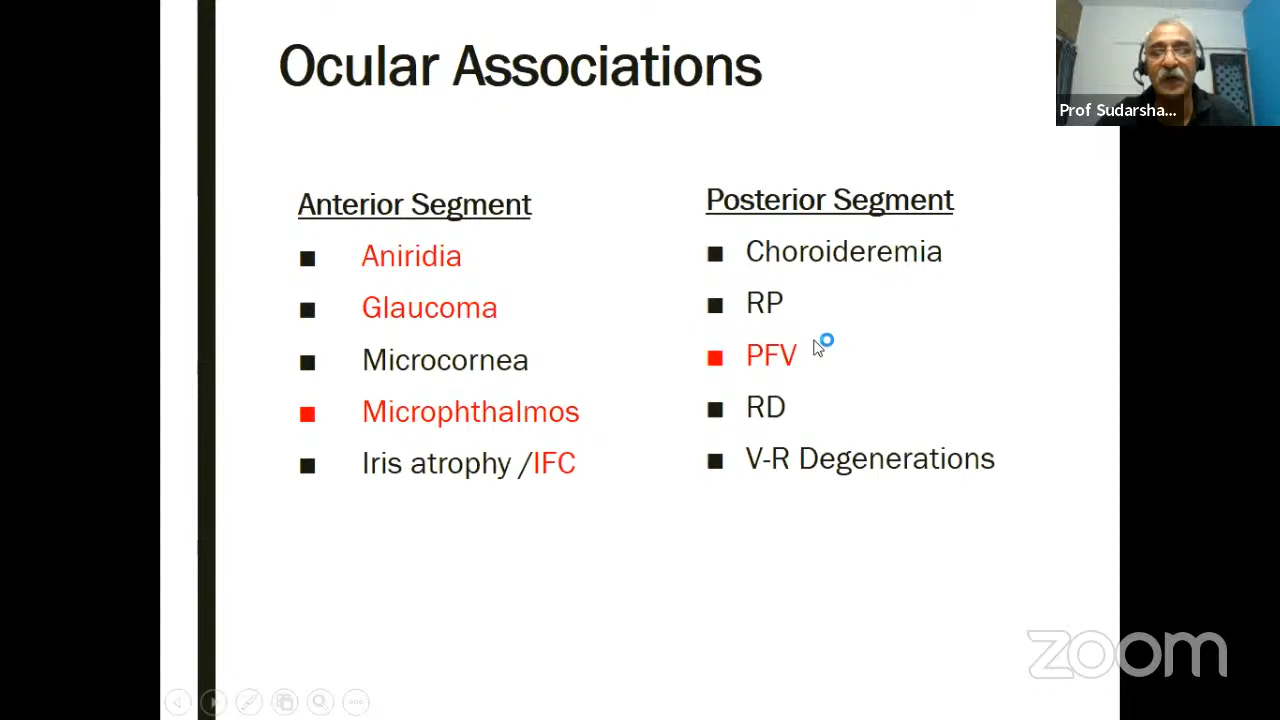 Ocular Associations
Prof Sudarsha...
Anterior Segment
Aniridia
Glaucoma
Microcornea
Microphthalmos
Iris atrophy /IFC
Posterior Segment
Choroideremia
RP
PFV
RD
V-R Degenerations
zoom